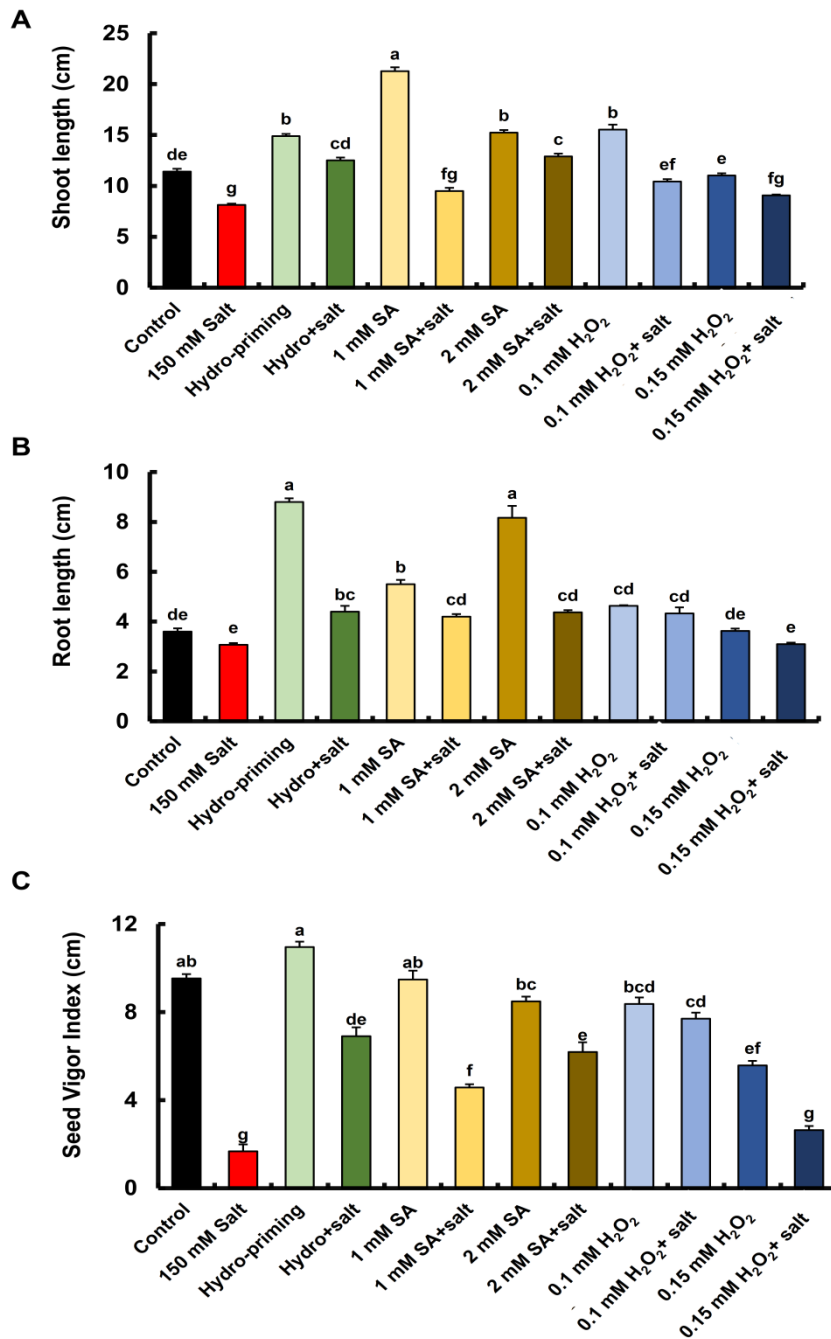 A
Shoot length (cm)
25
20
15
10
5
0
de
g
b
cd
a
fg
b
c
b
ef
e
fg
Control
150 mM Salt
Hydro-priming
Hydro+salt
1 mM SA
1 mM SA+salt
2 mM SA
2 mM SA+salt
0.1 mM H₂O₂
0.1 mM H₂O₂+ salt
0.15 mM H₂O₂
0.15 mM H₂O₂+ salt
B
Root length (cm)
10
8
6
4
2
0
de
e
a
bc
b
cd
a
cd
cd
cd
de
e
Control
150 mM Salt
Hydro-priming
Hydro+salt
1 mM SA
1 mM SA+salt
2 mM SA
2 mM SA+salt
0.1 mM H₂O₂
0.1 mM H₂O₂+ salt
0.15 mM H₂O₂
0.15 mM H₂O₂+ salt
C
Seed Vigor Index (cm)
12
8
4
0
ab
g
a
de
ab
f
bc
e
bcd
cd
ef
g
Control
150 mM Salt
Hydro-priming
Hydro+salt
1 mM SA
1 mM SA+salt
2 mM SA
2 mM SA+salt
0.1 mM H₂O₂
0.1 mM H₂O₂+ salt
0.15 mM H₂O₂
0.15 mM H₂O₂+ salt